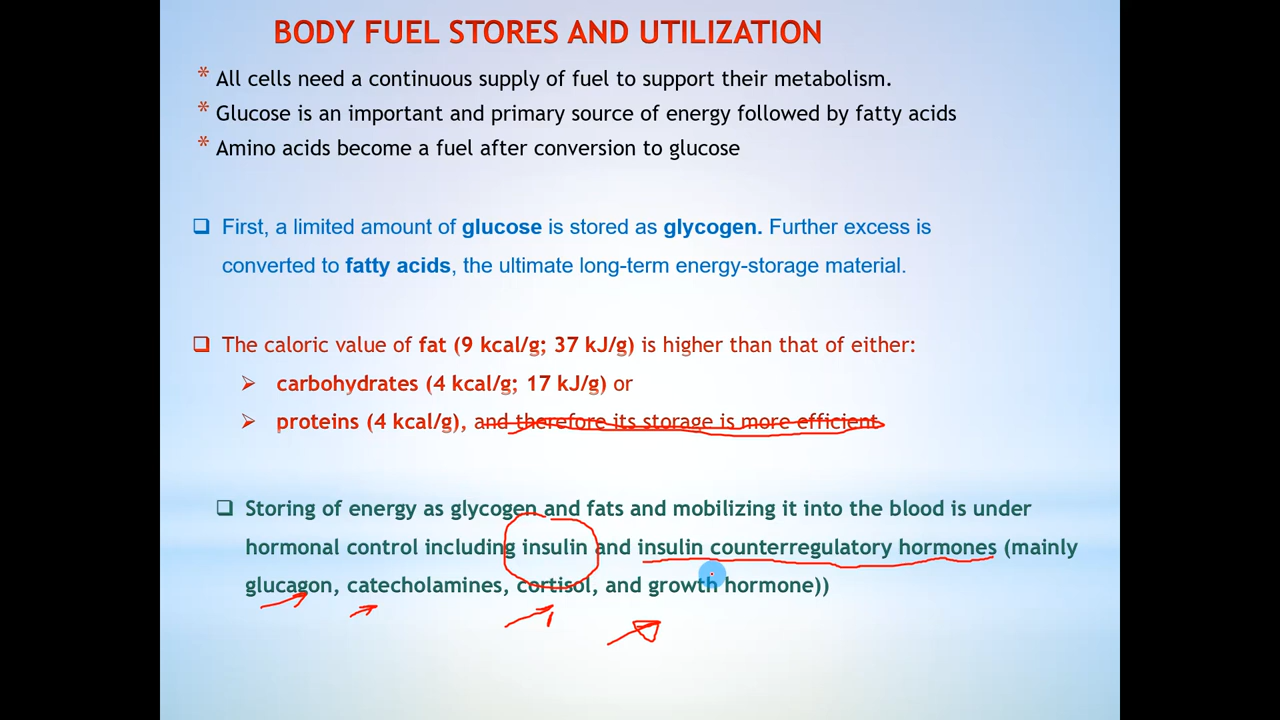 BODY FUEL STORES AND UTILIZATION
* All cells need a continuous supply of fuel to support their metabolism.
* Glucose is an important and primary source of energy followed by fatty acids
* Amino acids become a fuel after conversion to glucose
❑ First, a limited amount of glucose is stored as glycogen. Further excess is
converted to fatty acids, the ultimate long-term energy-storage material.
❑ The caloric value of fat (9 kcal/g; 37 kJ/g) is higher than that of either:
➢ carbohydrates (4 kcal/g; 17 kJ/g) or
➢ proteins (4 kcal/g), and therefore its storage is more efficient
❑ Storing of energy as glycogen and fats and mobilizing it into the blood is under
hormonal control including insulin and insulin counterregulatory hormones (mainly
glucagon, catecholamines, cortisol, and growth hormone))